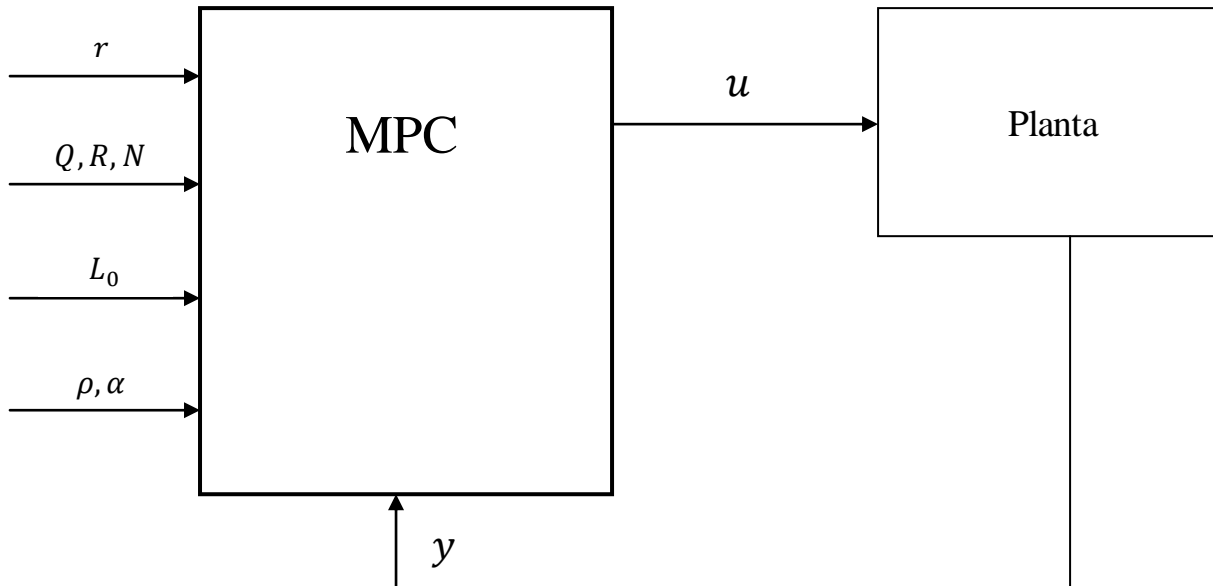 r
MPC
u
Planta
Q, R, N
L₀
ρ, α
y